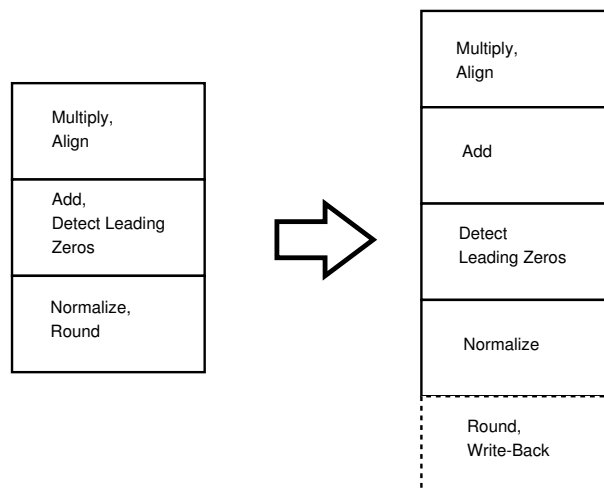 Multiply,
Align
Add,
Detect Leading
Zeros
Normalize,
Round
Multiply,
Align
Add
Detect
Leading Zeros
Normalize
Round,
Write-Back